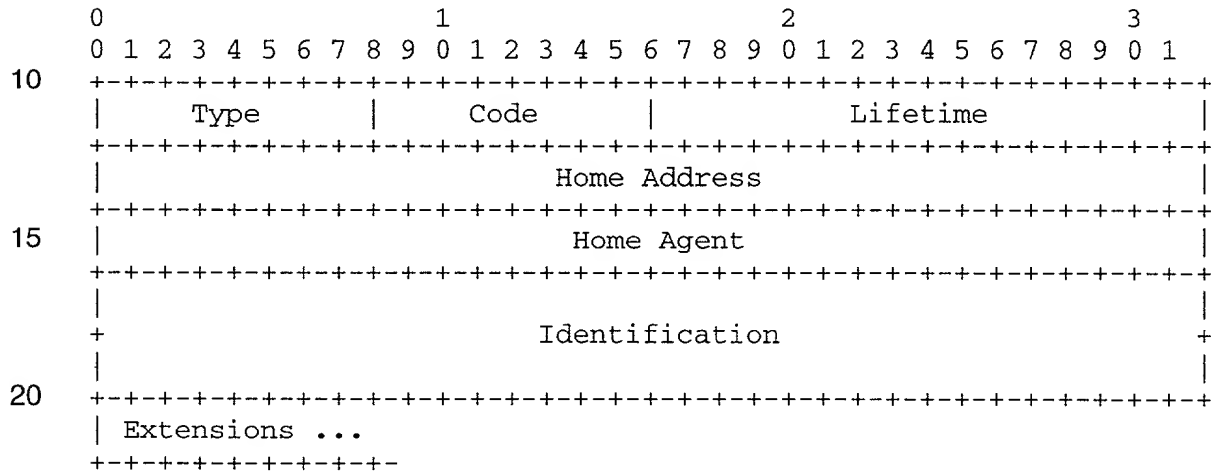 0                   1                   2                   3
      0 1 2 3 4 5 6 7 8 9 0 1 2 3 4 5 6 7 8 9 0 1 2 3 4 5 6 7 8 9 0 1
10    +-+-+-+-+-+-+-+-+-+-+-+-+-+-+-+-+-+-+-+-+-+-+-+-+-+-+-+-+-+-+-+-+
      |     Type      |     Code      |           Lifetime            |
      +-+-+-+-+-+-+-+-+-+-+-+-+-+-+-+-+-+-+-+-+-+-+-+-+-+-+-+-+-+-+-+-+
      |                          Home Address                         |
      +-+-+-+-+-+-+-+-+-+-+-+-+-+-+-+-+-+-+-+-+-+-+-+-+-+-+-+-+-+-+-+-+
15    |                           Home Agent                          |
      +-+-+-+-+-+-+-+-+-+-+-+-+-+-+-+-+-+-+-+-+-+-+-+-+-+-+-+-+-+-+-+-+
      |                                                               |
      +                         Identification                        +
      |                                                               |
20    +-+-+-+-+-+-+-+-+-+-+-+-+-+-+-+-+-+-+-+-+-+-+-+-+-+-+-+-+-+-+-+-+
      | Extensions ...
      +-+-+-+-+-+-+-+-+-